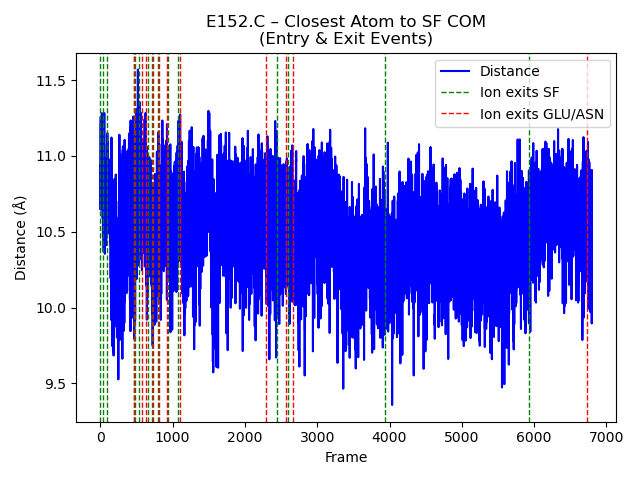 E152.C – Closest Atom to SF COM
(Entry & Exit Events)
Distance
Ion exits SF
Ion exits GLU/ASN
Distance (Å)
11.5
11.0
10.5
10.0
9.5
0 1000 2000 3000 4000 5000 6000 7000
Frame